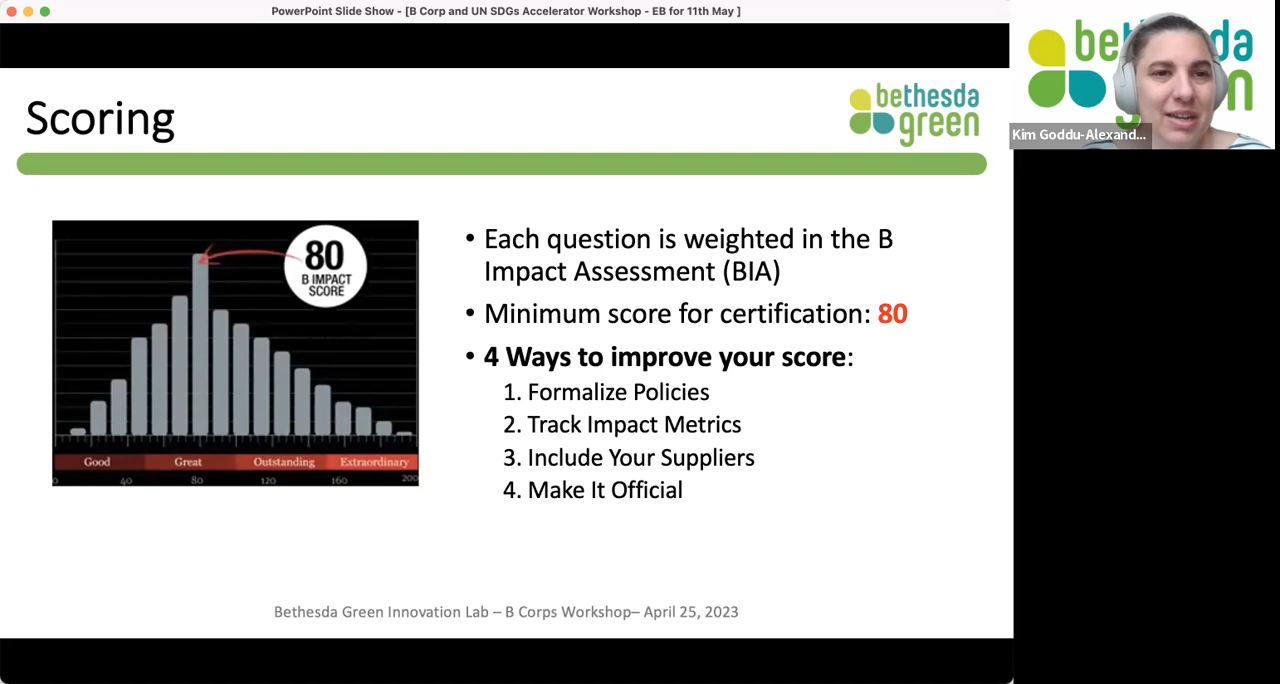 PowerPoint Slide Show - [B Corp and UN SDGs Accelerator Workshop - EB for 11th May ]
Scoring
bethesda
green
be da
g n
Kim Goddu-Alexand...
80
B IMPACT
SCORE
Good Great Outstanding Extraordinary
0 40 80 120 160 200
• Each question is weighted in the B
Impact Assessment (BIA)
• Minimum score for certification: 80
• 4 Ways to improve your score:
1. Formalize Policies
2. Track Impact Metrics
3. Include Your Suppliers
4. Make It Official
Bethesda Green Innovation Lab – B Corps Workshop– April 25, 2023